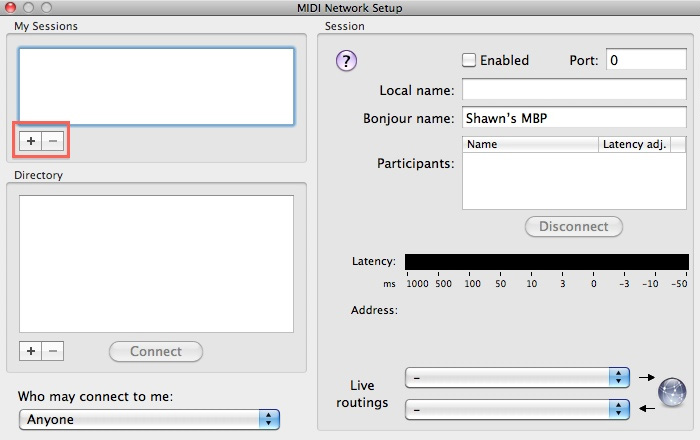 MIDI Network Setup
My Sessions
+ −
Directory
+ −
Connect
Who may connect to me:
Anyone
Session
?
Enabled
Port: 0
Local name:
Bonjour name: Shawn's MBP
Participants:
Name Latency adj.
Disconnect
Latency:
ms 1000 500 100 50 10 3 0 -3 -10 -50
Address:
Live
routings
–
–